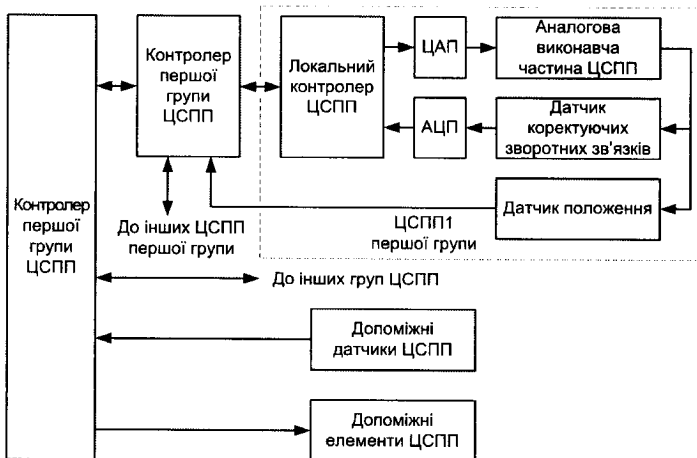 Контролер
першої
групи
ЦСПП
Контролер
першої
групи
ЦСПП
Локальний
контролер
ЦСПП
ЦАП
Аналогова
виконавча
частина ЦСПП
АЦП
Датчик
коректуючих
зворотних зв'язків
Датчик положення
ЦСПП1
першої групи
До інших ЦСПП
першої групи
До інших груп ЦСПП
Допоміжні
датчики ЦСПП
Допоміжні
елементи ЦСПП